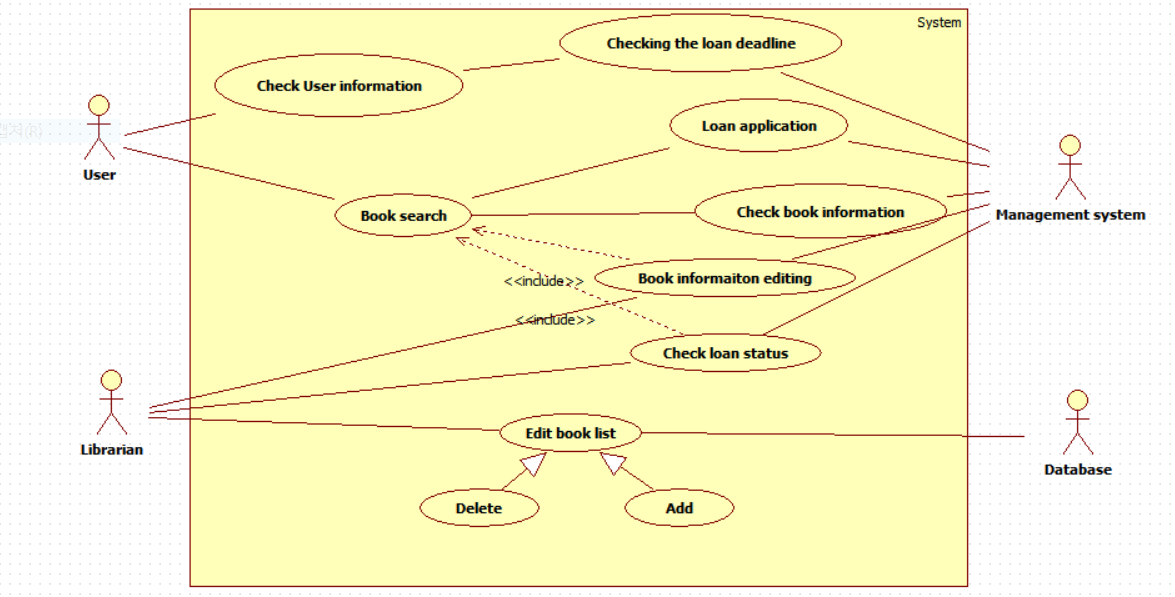 System
Checking the loan deadline
Check User information
Loan application
User
Book search
Check book information
Management system
Book informaiton editing
<<include>>
<<include>>
Check loan status
Librarian
Edit book list
Database
Delete
Add